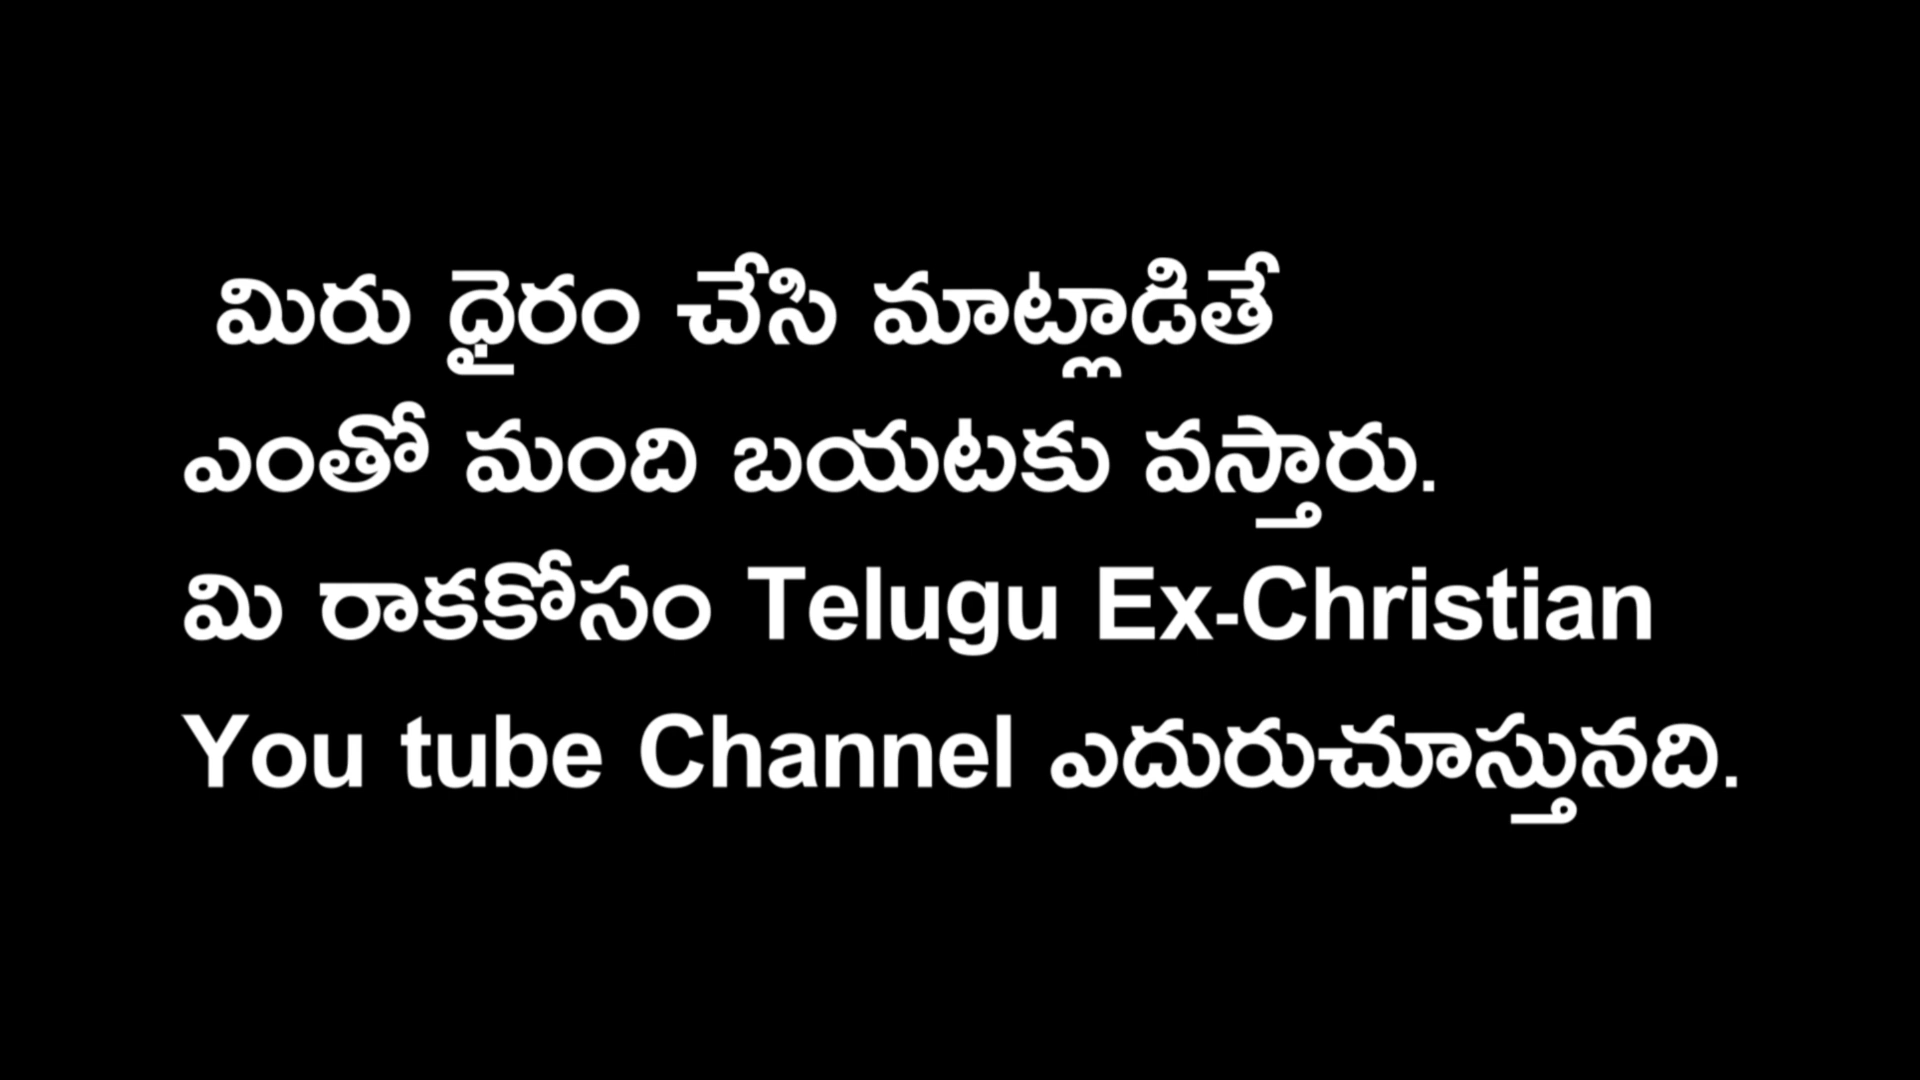 మిరు ధైరం చేసి మాట్లాడితే
ఎంతో మంది బయటకు వస్తారు.
మి రాకకోసం Telugu Ex-Christian
You tube Channel ఎదురుచూస్తునది.